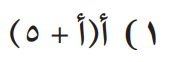 ١ ) أ(أ + ٥)